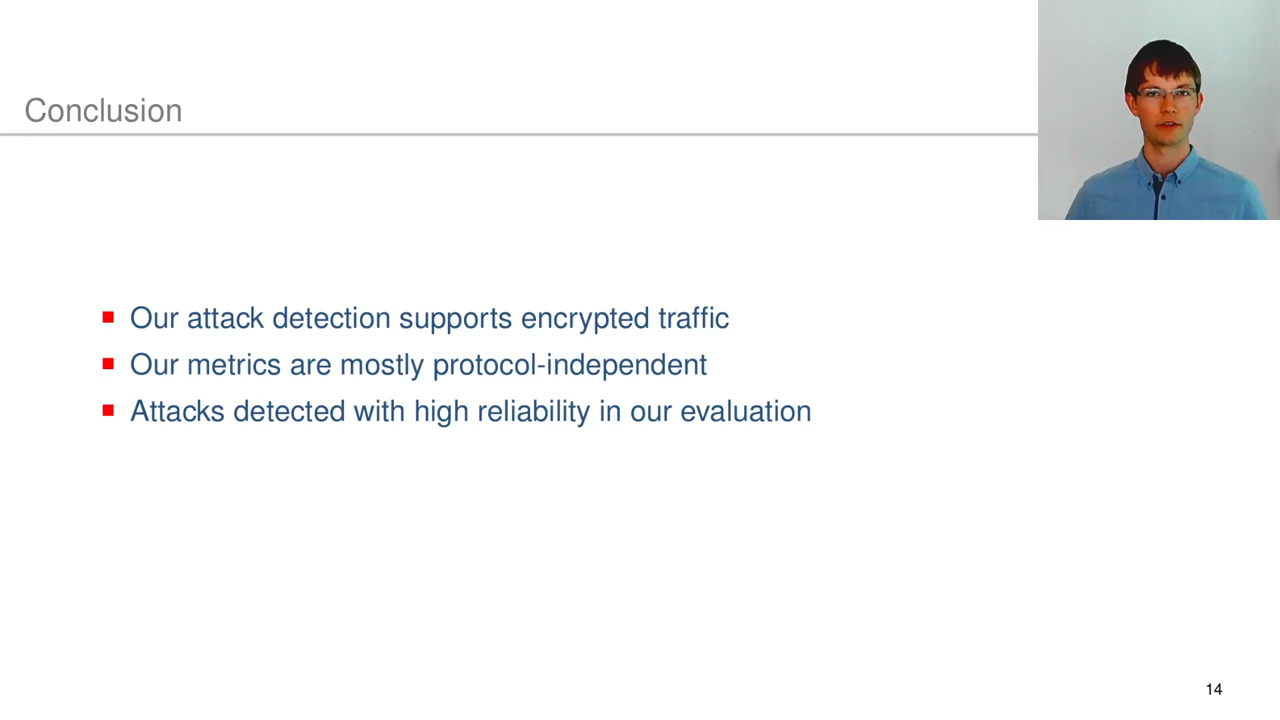 Conclusion
Our attack detection supports encrypted traffic
Our metrics are mostly protocol-independent
Attacks detected with high reliability in our evaluation
14